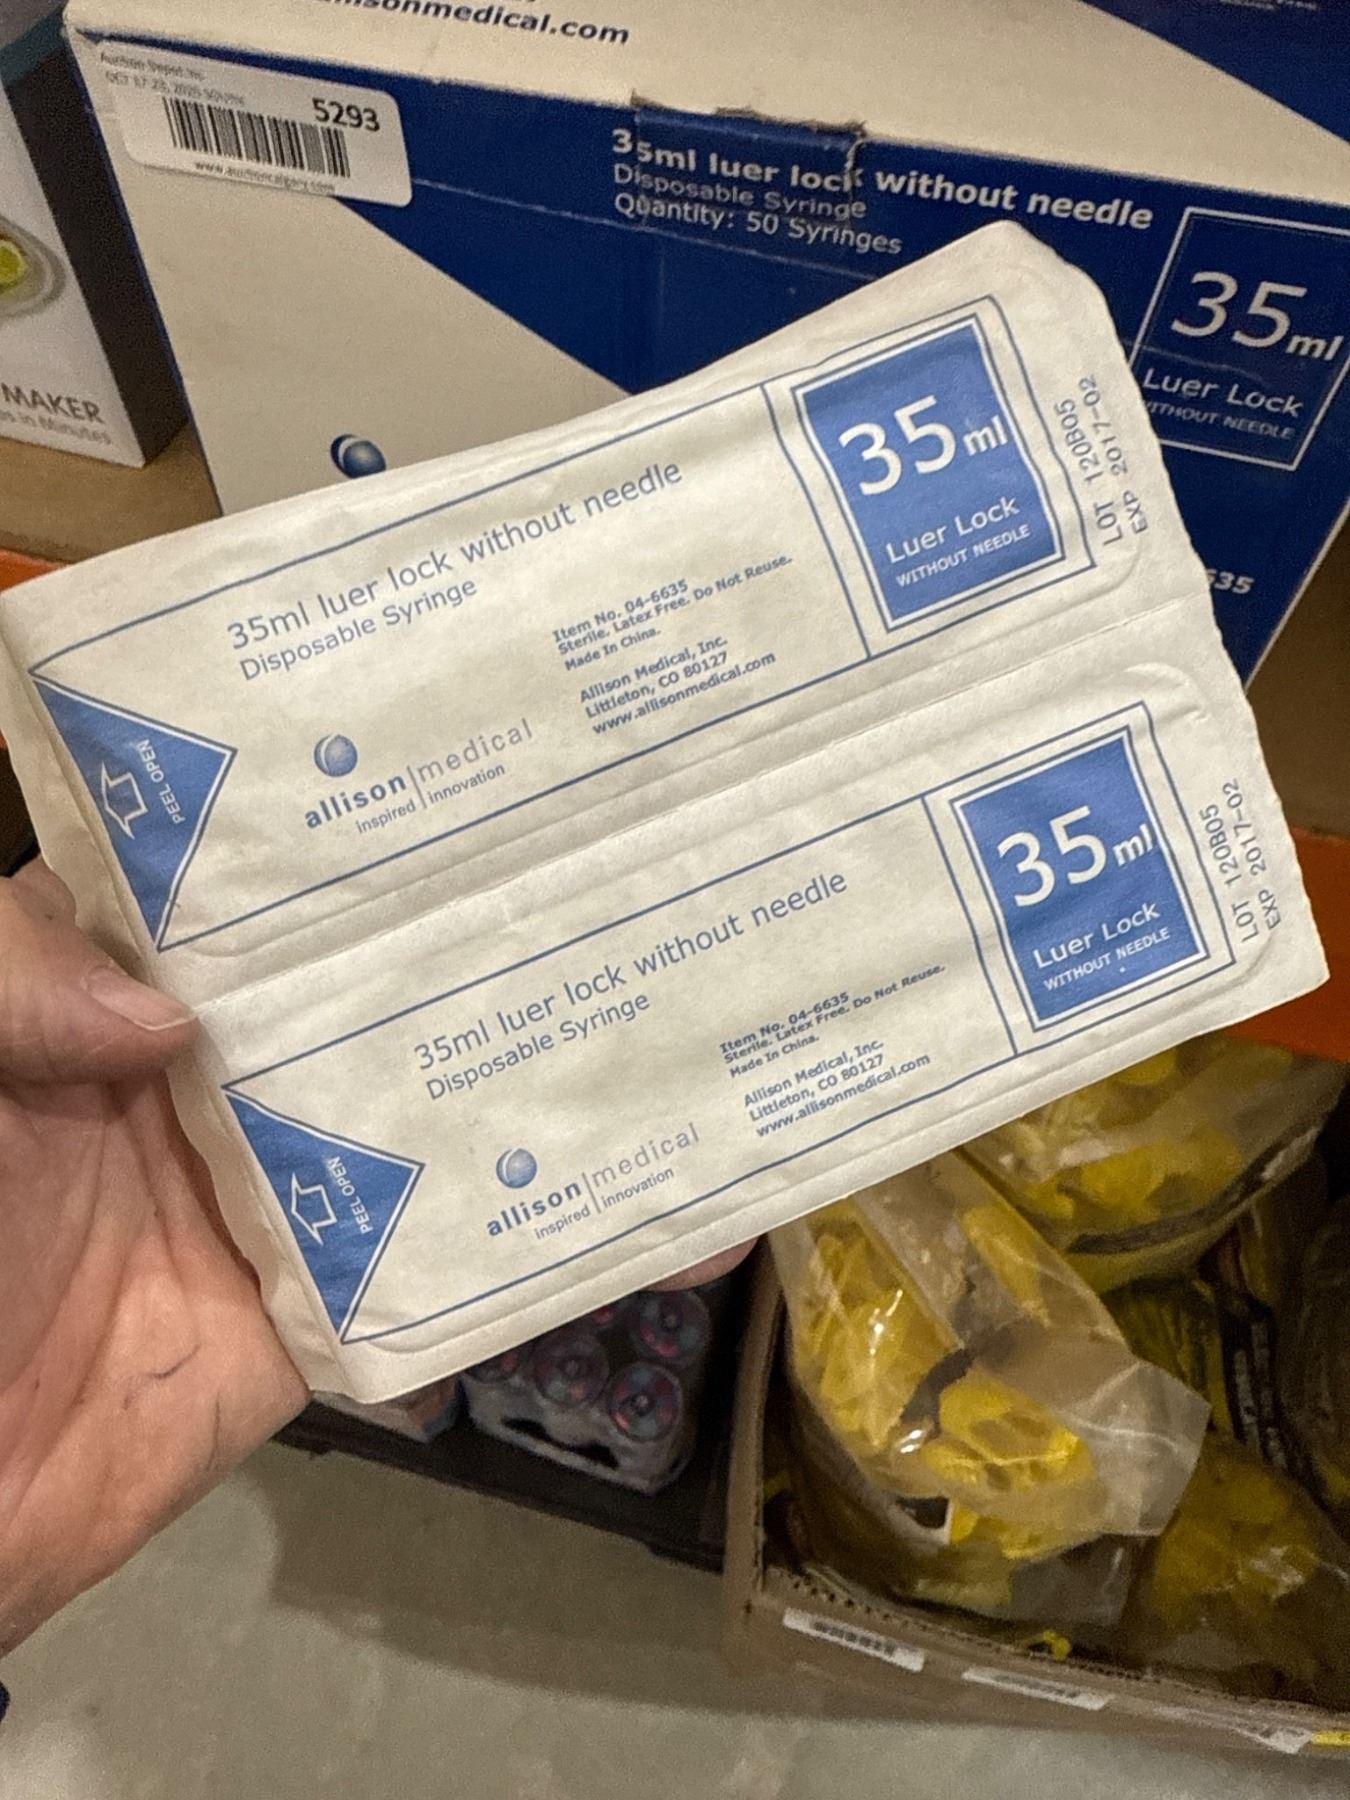 allisonmedical.com
5293
35ml luer lock without needle
Disposable Syringe
Quantity: 50 Syringes
35ml
Luer Lock
WITHOUT NEEDLE
MAKER
in Minutes
35ml luer lock without needle
Disposable Syringe
Item No. 04-6635
Sterile. Latex Free. Do Not Reuse.
Made In China.
Allison Medical, Inc.
Littleton, CO 80127
www.allisonmedical.com
allison|medical
inspired | innovation
PEEL OPEN
35ml
Luer Lock
WITHOUT NEEDLE
LOT 120B05
EXP 2017-02
35ml luer lock without needle
Disposable Syringe
Item No. 04-6635
Sterile. Latex Free. Do Not Reuse.
Made In China.
Allison Medical, Inc.
Littleton, CO 80127
www.allisonmedical.com
allison|medical
inspired | innovation
PEEL OPEN
35ml
Luer Lock
WITHOUT NEEDLE
LOT 120B05
EXP 2017-02